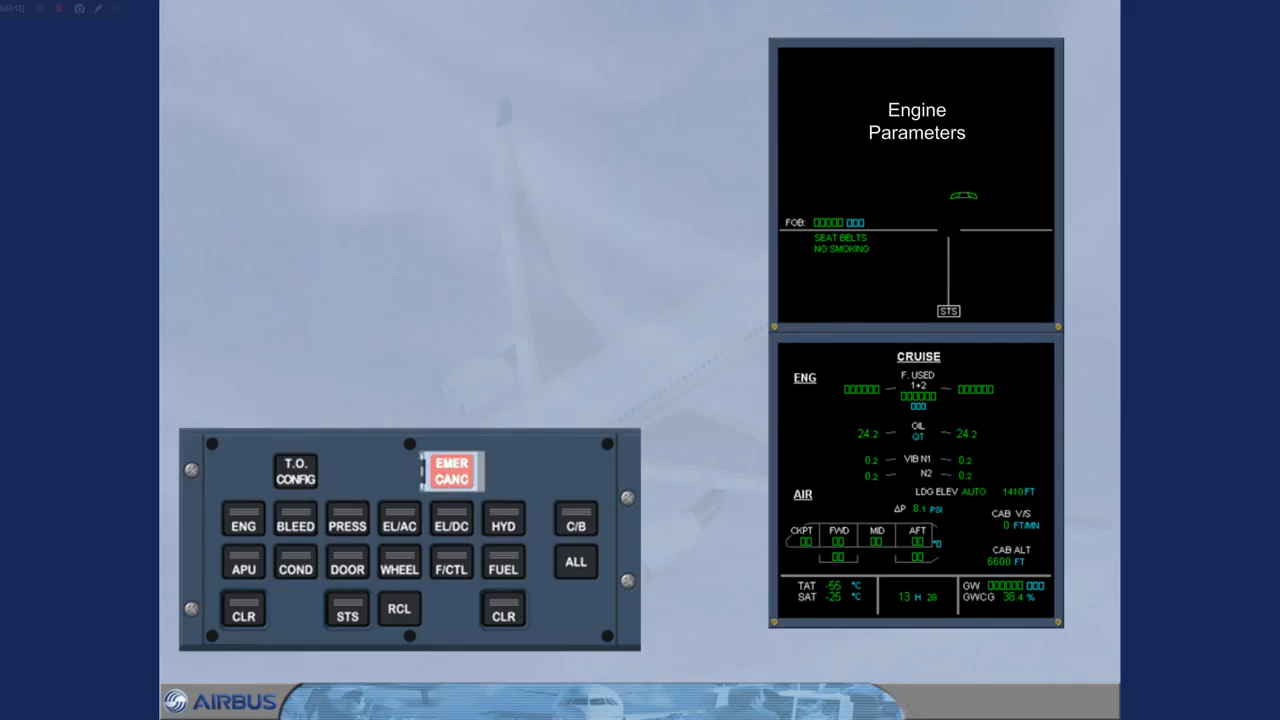 Engine
Parameters
FOB:
SEAT BELTS
NO SMOKING
STS
CRUISE
ENG
F. USED
1+2
OIL
24.2 QT 24.2
0.2 VIB N1 0.2
0.2 N2 0.2
AIR
LDG ELEV AUTO 1410 FT
ΔP 8.1 PSI
CAB V/S
0 FT/MN
CKPT FWD MID AFT
CAB ALT
6600 FT
TAT -55 °C
SAT -25 °C
13 H 28
GW
GWCG 38.4 %
T.O.
CONFIG
EMER
CANC
ENG BLEED PRESS EL/AC EL/DC HYD C/B
APU COND DOOR WHEEL F/CTL FUEL ALL
CLR STS RCL CLR
AIRBUS